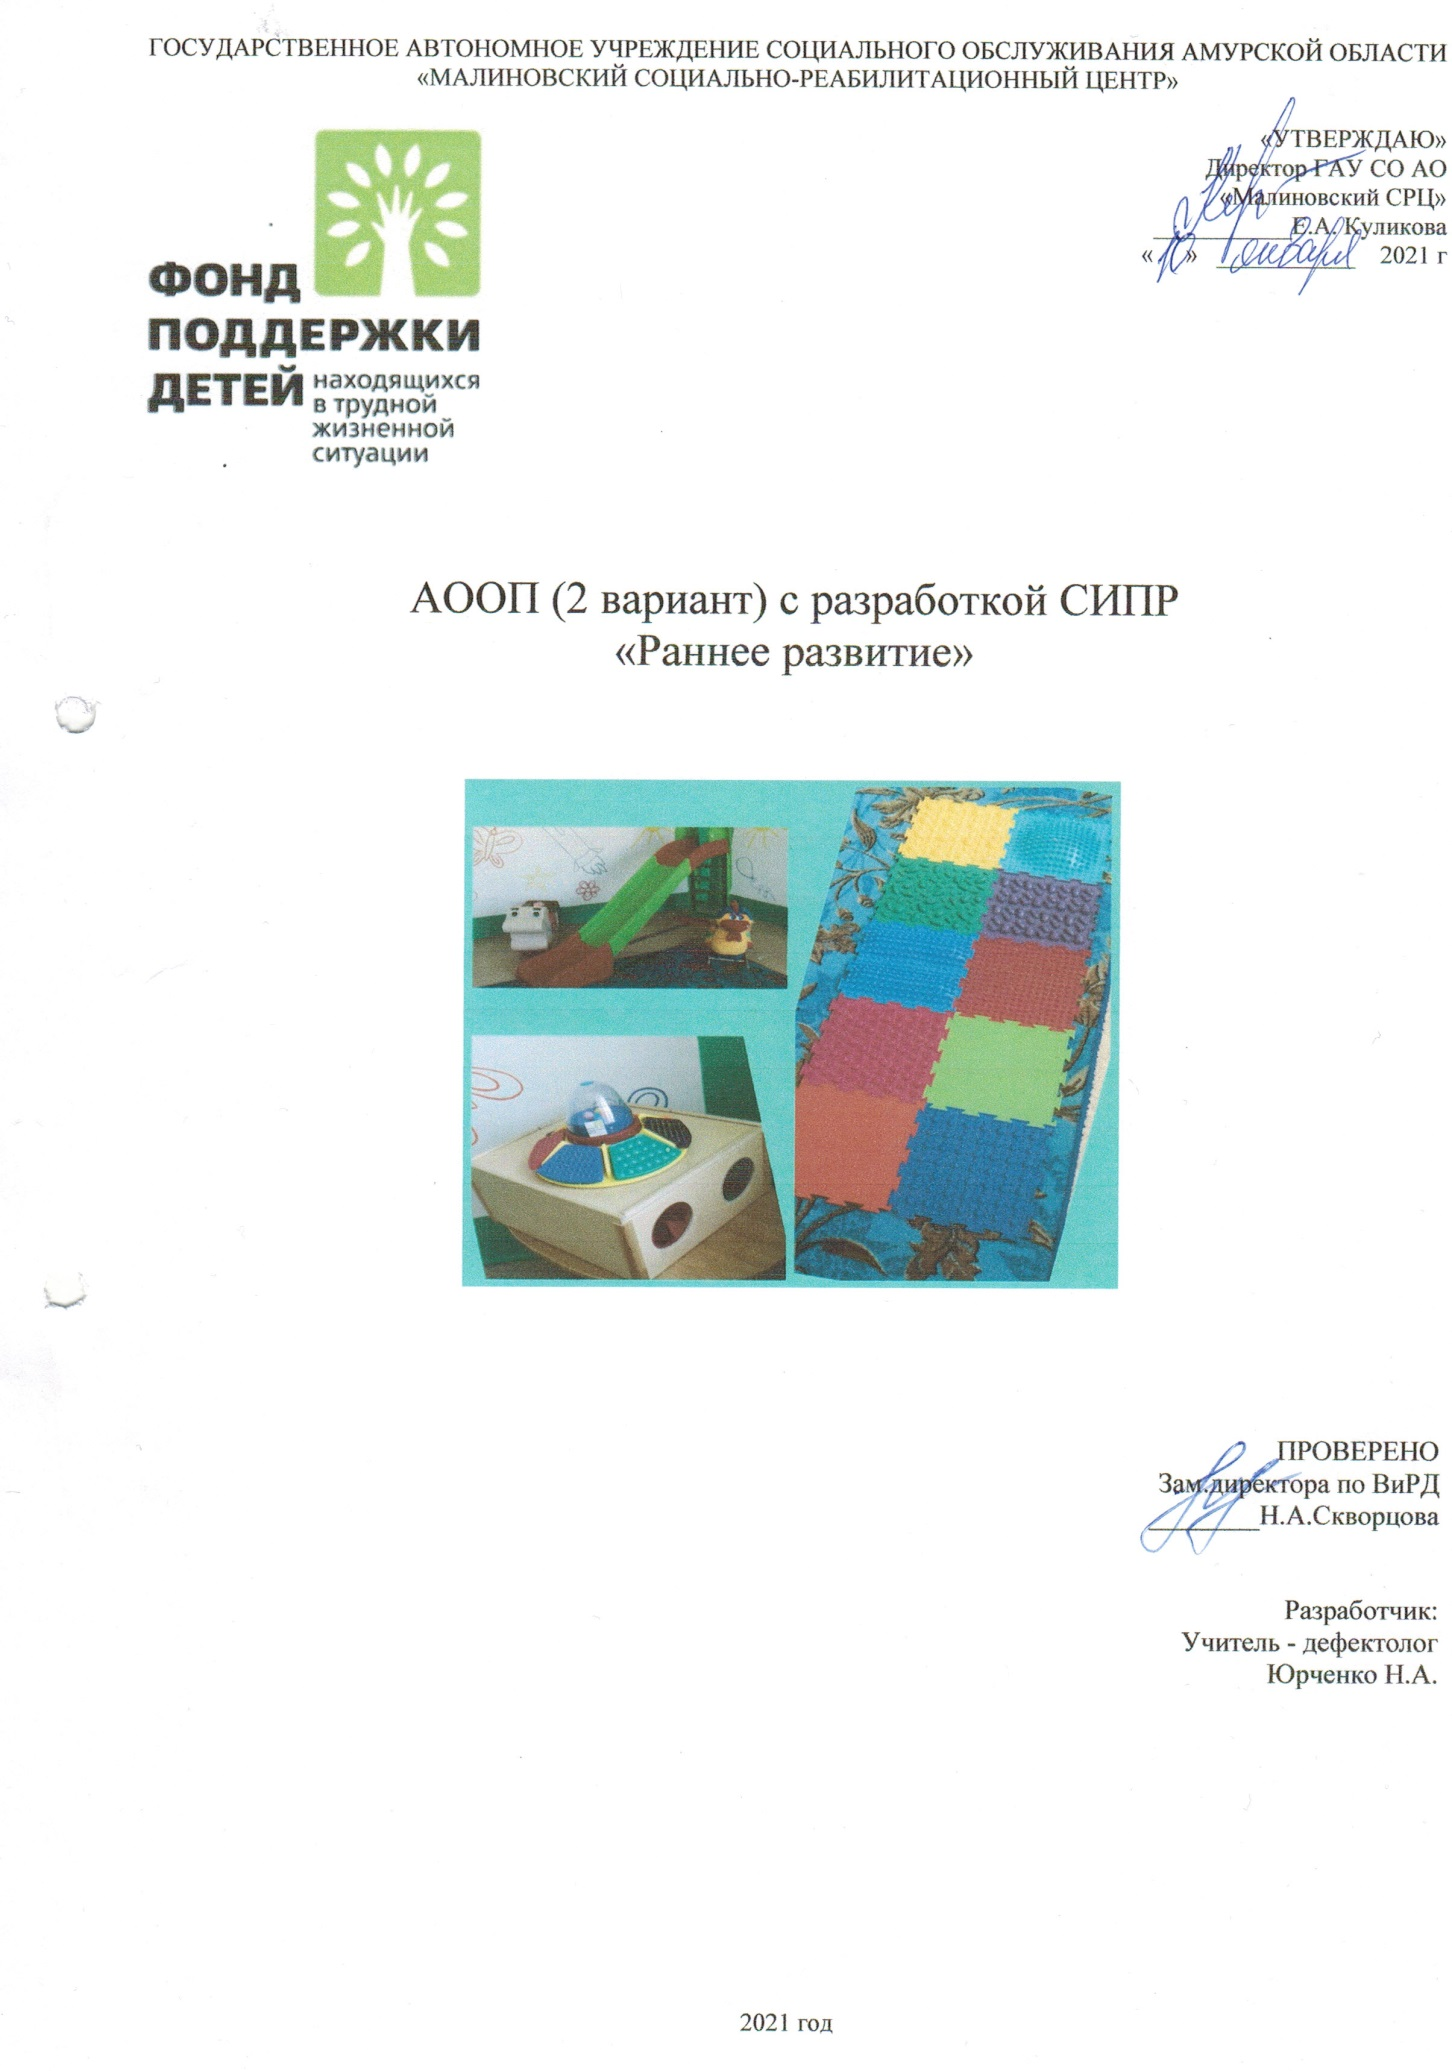 ГОСУДАРСТВЕННОЕ АВТОНОМНОЕ УЧРЕЖДЕНИЕ СОЦИАЛЬНОГО ОБСЛУЖИВАНИЯ АМУРСКОЙ ОБЛАСТИ
«МАЛИНОВСКИЙ СОЦИАЛЬНО-РЕАБИЛИТАЦИОННЫЙ ЦЕНТР»
«УТВЕРЖДАЮ»
Директор ГАУ СО АО
«Малиновский СРЦ»
Е.А. Куликова
« » января 2021 г
ФОНД
ПОДДЕРЖКИ
ДЕТЕЙ
находящихся
в трудной
жизненной
ситуации
АООП (2 вариант) с разработкой СИПР
«Раннее развитие»
ПРОВЕРЕНО
Зам.директора по ВиРД
Н.А.Скворцова
Разработчик:
Учитель - дефектолог
Юрченко Н.А.
2021 год